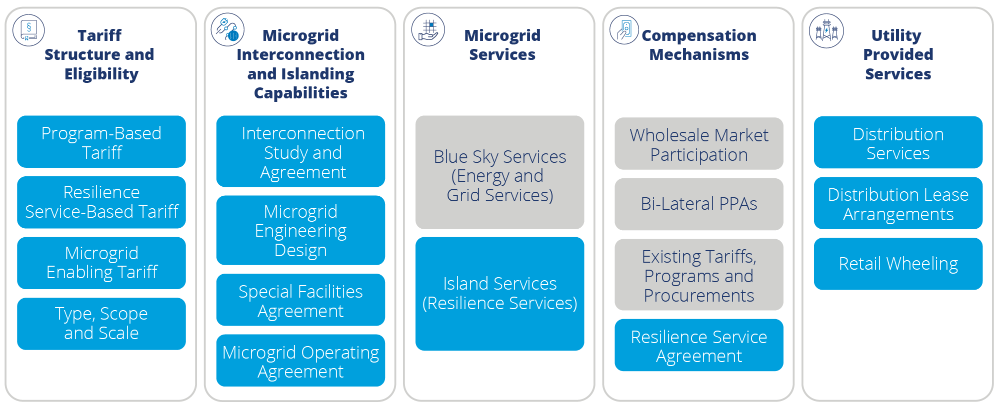 §
Tariff
Structure and
Eligibility
Program-Based
Tariff
Resilience
Service-Based Tariff
Microgrid
Enabling Tariff
Type, Scope
and Scale
Microgrid
Interconnection
and Islanding
Capabilities
Interconnection
Study and
Agreement
Microgrid
Engineering
Design
Special Facilities
Agreement
Microgrid Operating
Agreement
Microgrid
Services
Blue Sky Services
(Energy and
Grid Services)
Island Services
(Resilience Services)
Compensation
Mechanisms
Wholesale Market
Participation
Bi-Lateral PPAs
Existing Tariffs,
Programs and
Procurements
Resilience Service
Agreement
Utility
Provided
Services
Distribution
Services
Distribution Lease
Arrangements
Retail Wheeling